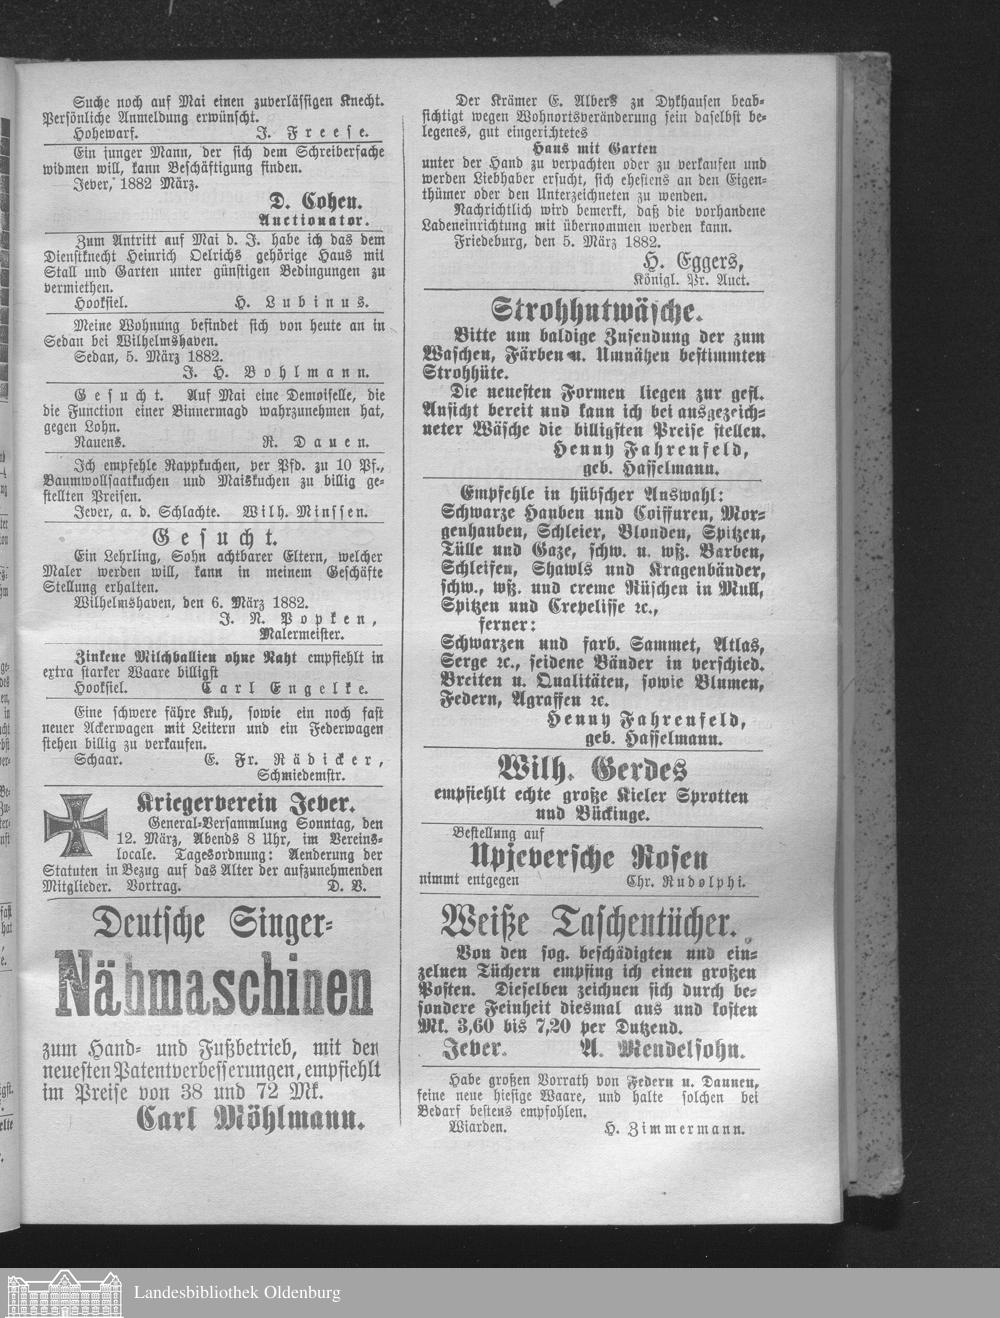 Suche noch auf Mai einen zuverlässigen Knecht.
Persönliche Anmeldung erwünscht.
Hohewarf. J. Freese.
Ein junger Mann, der sich dem Schreiberfache
widmen will, kann Beschäftigung finden.
Jever, 1882 März.
D. Cohen.
Auctionator.
Zum Antritt auf Mai d. J. habe ich das dem
Dienstknecht Heinrich Oelrichs gehörige Haus mit
Stall und Garten unter günstigen Bedingungen zu
vermiethen.
Hooksiel. H. Lubinus.
Meine Wohnung befindet sich von heute an in
Sedan bei Wilhelmshaven.
Sedan, 5. März 1882.
J. H. Bohlmann.
Gesucht. Auf Mai eine Demoiselle, die
die Function einer Binnermagd wahrzunehmen hat,
gegen Lohn.
Nauens. R. Dauen.
Ich empfehle Rappkuchen, per Pfd. zu 10 Pf.,
Baumwollsaatkuchen und Maiskuchen zu billig ge-
stellten Preisen.
Jever, a. d. Schlachte. Wilh. Minssen.
Gesucht.
Ein Lehrling, Sohn achtbarer Eltern, welcher
Maler werden will, kann in meinem Geschäfte
Stellung erhalten.
Wilhelmshaven, den 6. März 1882.
J. N. Popken,
Malermeister.
Zinkene Milchballien ohne Naht empfiehlt in
extra starker Waare billigst
Hooksiel. Carl Engelke.
Eine schwere fähre Kuh, sowie ein noch fast
neuer Ackerwagen mit Leitern und ein Federwagen
stehen billig zu verkaufen.
Schaar. E. Fr. Rädicker,
Schmiedemstr.
Kriegerverein Jever.
General-Versammlung Sonntag, den
12. März, Abends 8 Uhr, im Vereins-
locale. Tagesordnung: Aenderung der
Statuten in Bezug auf das Alter der aufzunehmenden
Mitglieder. Vortrag. D. V.
Deutsche Singer-
Nähmaschinen
zum Hand- und Fußbetrieb, mit den
neuesten Patentverbesserungen, empfiehlt
im Preise von 38 und 72 Mk.
Carl Möhlmann.
Der Krämer E. Albers zu Dykhausen beab-
sichtigt wegen Wohnortsveränderung sein daselbst be-
legenes, gut eingerichtetes
Haus mit Garten
unter der Hand zu verpachten oder zu verkaufen und
werden Liebhaber ersucht, sich ehestens an den Eigen-
thümer oder den Unterzeichneten zu wenden.
Nachrichtlich wird bemerkt, daß die vorhandene
Ladeneinrichtung mit übernommen werden kann.
Friedeburg, den 5. März 1882.
H. Eggers,
Königl. Pr. Auct.
Strohhutwäsche.
Bitte um baldige Zusendung der zum
Waschen, Färben u. Umnähen bestimmten
Strohhüte.
Die neuesten Formen liegen zur gefl.
Ansicht bereit und kann ich bei ausgezeich-
neter Wäsche die billigsten Preise stellen.
Henny Fahrenfeld,
geb. Hasselmann.
Empfehle in hübscher Auswahl:
Schwarze Hauben und Coiffuren, Mor-
genhauben, Schleier, Blonden, Spitzen,
Tülle und Gaze, schw. u. wß. Barben,
Schleifen, Shawls und Kragenbänder,
schw., wß. und creme Rüschen in Mull,
Spitzen und Crepelisse ꝛc.,
ferner:
Schwarzen und farb. Sammet, Atlas,
Serge ꝛc., seidene Bänder in verschied.
Breiten u. Qualitäten, sowie Blumen,
Federn, Agraffen ꝛc.
Henny Fahrenfeld,
geb. Hasselmann.
Wilh. Gerdes
empfiehlt echte große Kieler Sprotten
und Bückinge.
Bestellung auf
Upjeversche Rosen
nimmt entgegen Chr. Rudolphi.
Weiße Taschentücher.
Von den sog. beschädigten und ein-
zelnen Tüchern empfing ich einen großen
Posten. Dieselben zeichnen sich durch be-
sondere Feinheit diesmal aus und kosten
Mk. 3,60 bis 7,20 per Dutzend.
Jever. A. Mendelsohn.
Habe großen Vorrath von Federn u. Daunen,
feine neue hiesige Waare, und halte solchen bei
Bedarf bestens empfohlen.
Wiarden. H. Zimmermann.
Landesbibliothek Oldenburg